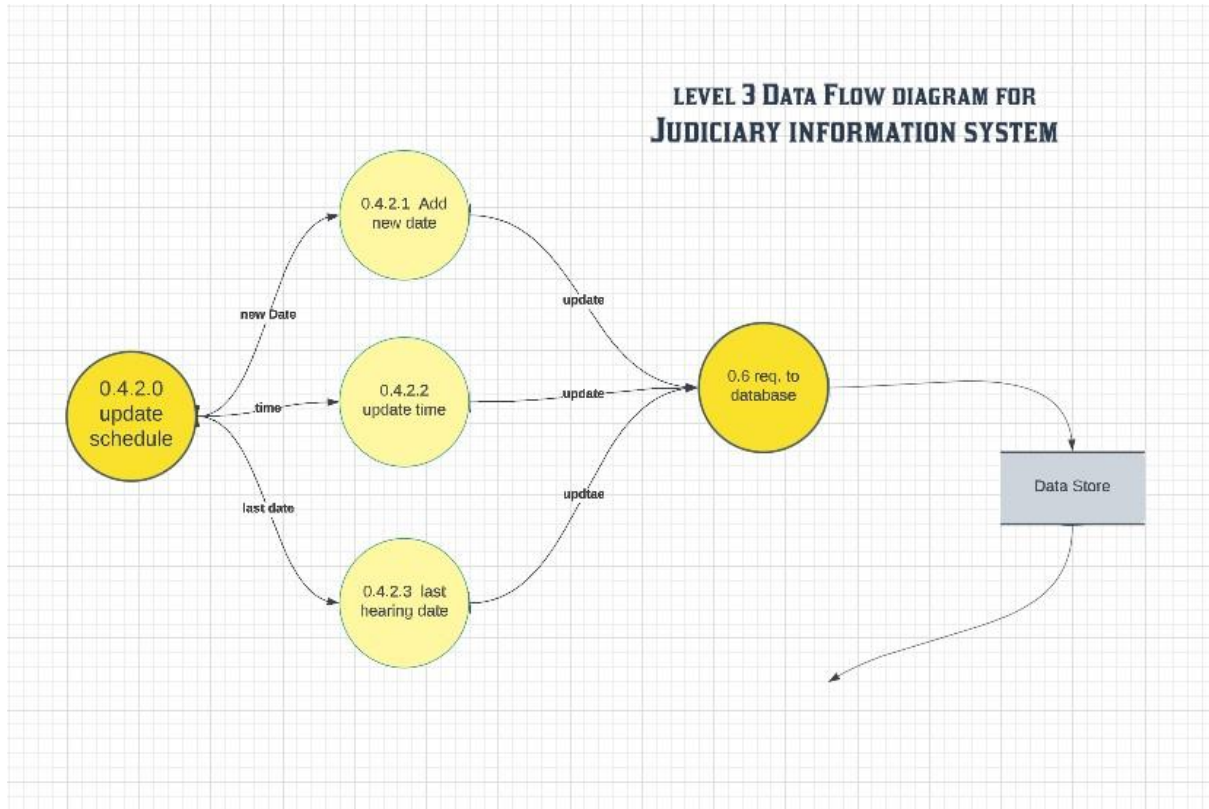 LEVEL 3 DATA FLOW DIAGRAM FOR
JUDICIARY INFORMATION SYSTEM
0.4.2.1 Add
new date
new Date
update
0.4.2.0
update
schedule
time
0.4.2.2
update time
update
0.6 req. to
database
last date
updtae
Data Store
0.4.2.3 last
hearing date